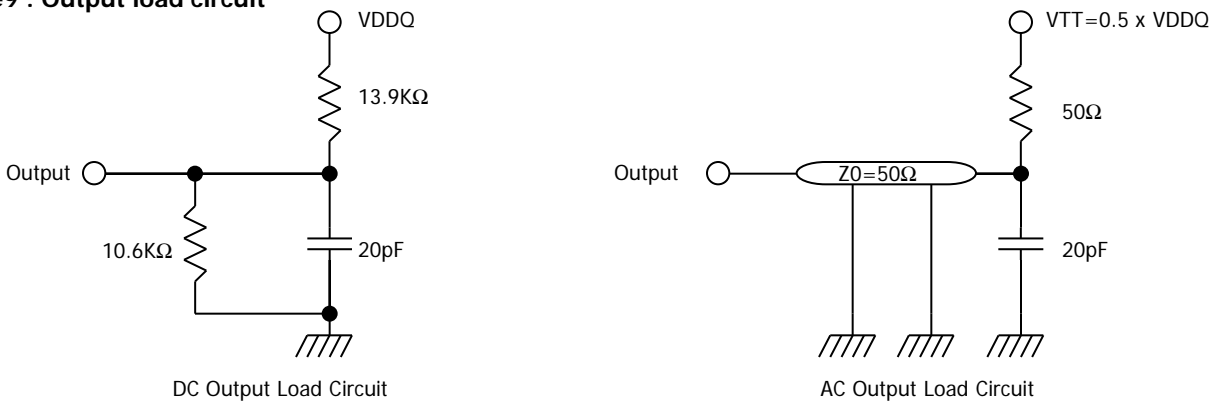 : Output load circuit
VDDQ
13.9KΩ
Output
10.6KΩ
20pF
DC Output Load Circuit
VTT=0.5 x VDDQ
50Ω
Output
Z0=50Ω
20pF
AC Output Load Circuit